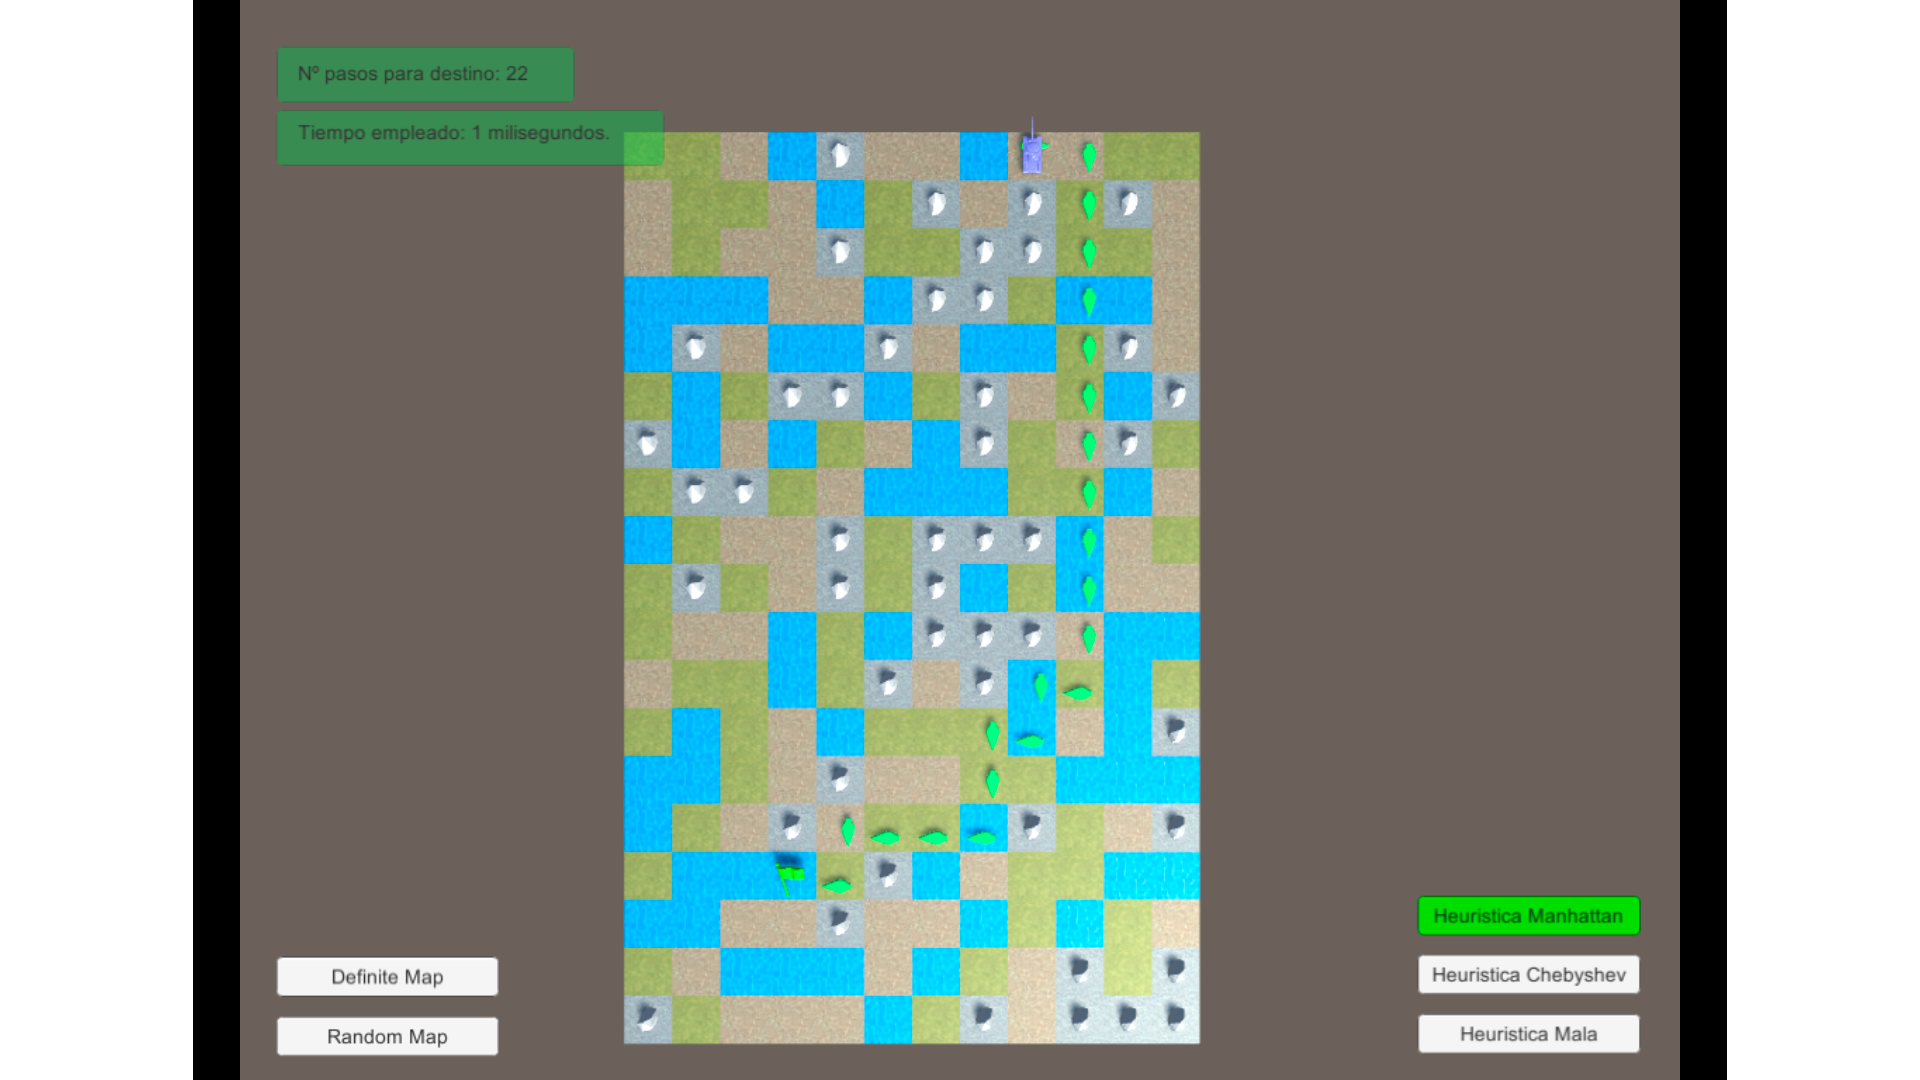 Nº pasos para destino: 22
Tiempo empleado: 1 milisegundos.
Heuristica Manhattan
Definite Map
Heuristica Chebyshev
Random Map
Heuristica Mala